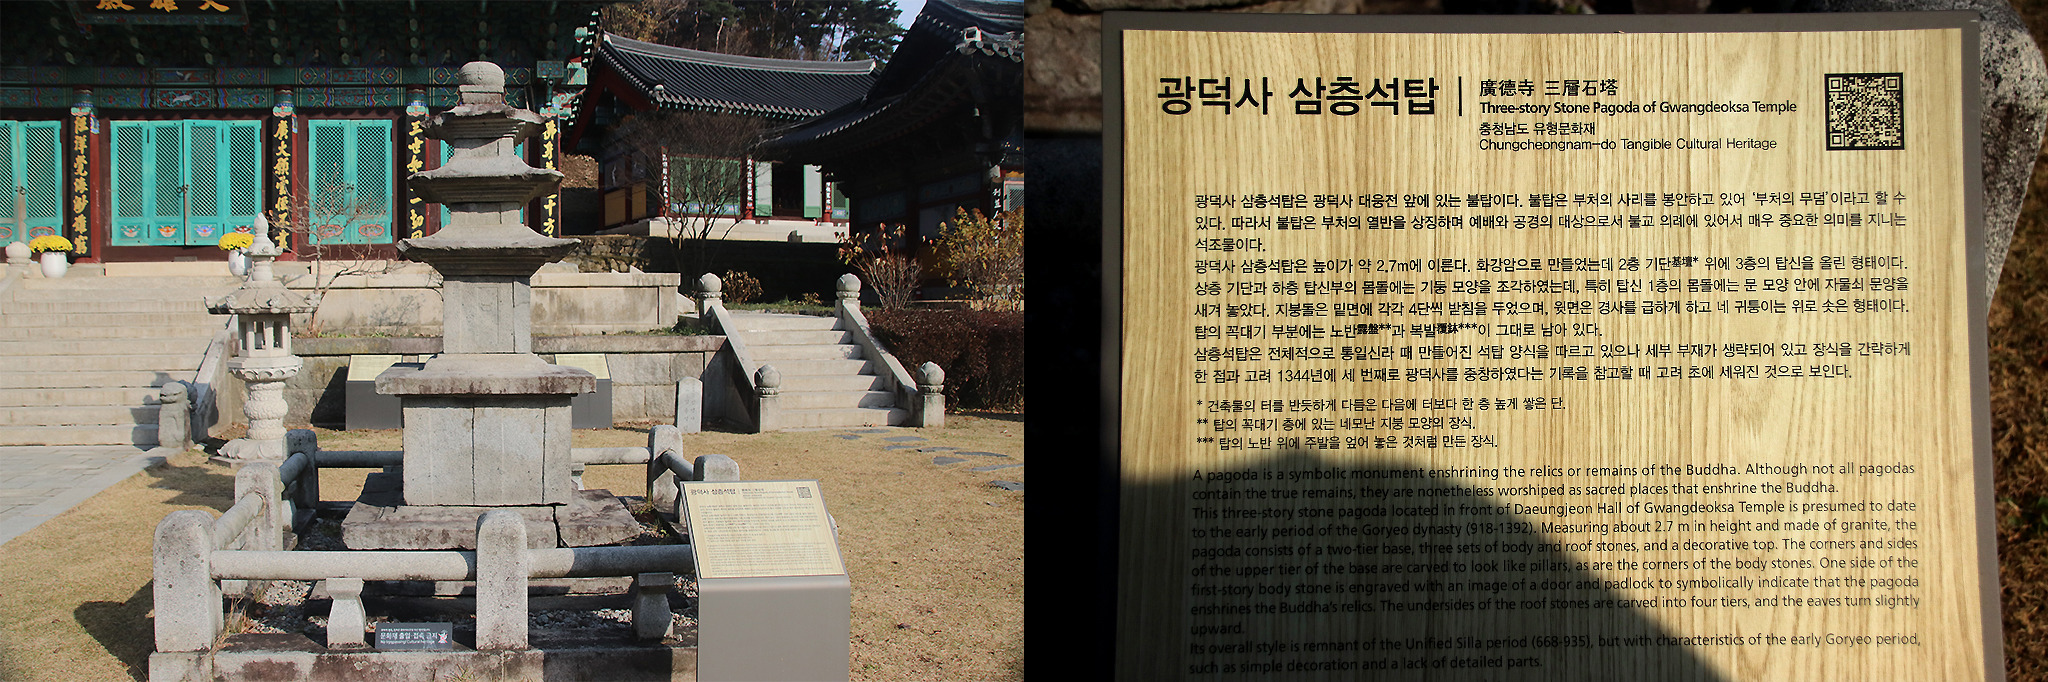 大雄殿
廣大願雲恒不
三世如一切
광덕사 삼층석탑
문화재 출입·접촉 금지
광덕사 삼층석탑
廣德寺 三層石塔
Three-story Stone Pagoda of Gwangdeoksa Temple
충청남도 유형문화재
Chungcheongnam-do Tangible Cultural Heritage
광덕사 삼층석탑은 광덕사 대웅전 앞에 있는 불탑이다. 불탑은 부처의 사리를 봉안하고 있어 '부처의 무덤'이라고 할 수
있다. 따라서 불탑은 부처의 열반을 상징하며 예배와 공경의 대상으로서 불교 의례에 있어서 매우 중요한 의미를 지니는
석조물이다.
광덕사 삼층석탑은 높이가 약 2.7m에 이른다. 화강암으로 만들었는데 2층 기단基壇* 위에 3층의 탑신을 올린 형태이다.
상층 기단과 하층 탑신부의 몸돌에는 기둥 모양을 조각하였는데, 특히 탑신 1층의 몸돌에는 문 모양 안에 자물쇠 문양을
새겨 놓았다. 지붕돌은 밑면에 각각 4단씩 받침을 두었으며, 윗면은 경사를 급하게 하고 네 귀퉁이는 위로 솟은 형태이다.
탑의 꼭대기 부분에는 노반露盤**과 복발覆鉢***이 그대로 남아 있다.
삼층석탑은 전체적으로 통일신라 때 만들어진 석탑 양식을 따르고 있으나 세부 부재가 생략되어 있고 장식을 간략하게
한 점과 고려 1344년에 세 번째로 광덕사를 중창하였다는 기록을 참고할 때 고려 초에 세워진 것으로 보인다.
* 건축물의 터를 반듯하게 다듬은 다음에 터보다 한 층 높게 쌓은 단.
** 탑의 꼭대기 층에 있는 네모난 지붕 모양의 장식.
*** 탑의 노반 위에 주발을 엎어 놓은 것처럼 만든 장식.
A pagoda is a symbolic monument enshrining the relics or remains of the Buddha. Although not all pagodas
contain the true remains, they are nonetheless worshiped as sacred places that enshrine the Buddha.
This three-story stone pagoda located in front of Daeungjeon Hall of Gwangdeoksa Temple is presumed to date
to the early period of the Goryeo dynasty (918-1392). Measuring about 2.7 m in height and made of granite, the
pagoda consists of a two-tier base, three sets of body and roof stones, and a decorative top. The corners and sides
of the upper tier of the base are carved to look like pillars, as are the corners of the body stones. One side of the
first-story body stone is engraved with an image of a door and padlock to symbolically indicate that the pagoda
enshrines the Buddha's relics. The undersides of the roof stones are carved into four tiers, and the eaves turn slightly
upward.
Its overall style is remnant of the Unified Silla period (668-935), but with characteristics of the early Goryeo period,
such as simple decoration and a lack of detailed parts.